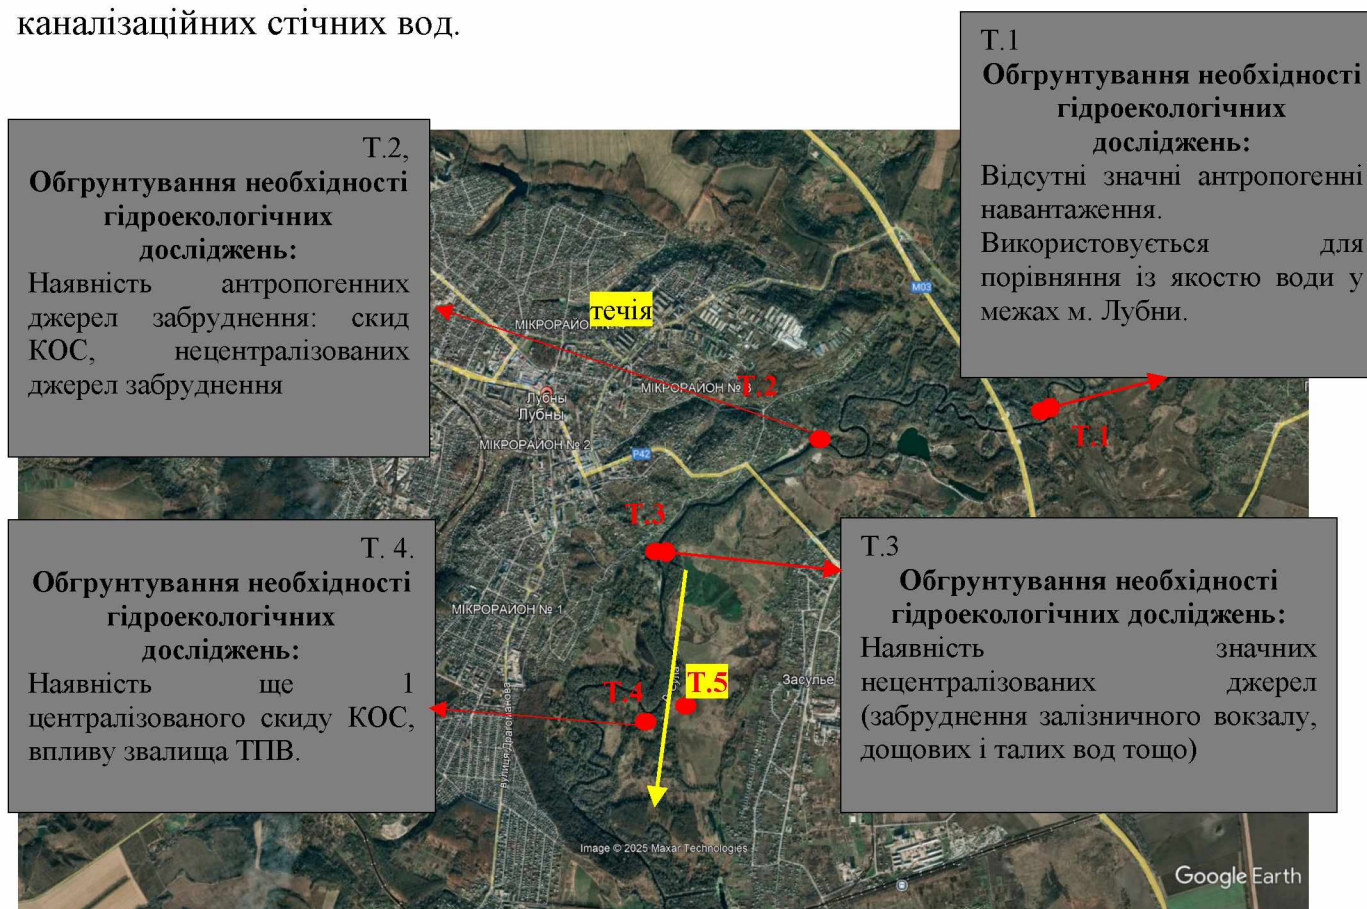 каналізаційних стічних вод.
Т.1
Обгрунтування необхідності
гідроекологічних
досліджень:
Відсутні значні антропогенні
навантаження.
Використовується для
порівняння із якостю води у
межах м. Лубни.
Т.2,
Обгрунтування необхідності
гідроекологічних
досліджень:
Наявність антропогенних
джерел забруднення: скид
КОС, нецентралізованих
джерел забруднення
течія
МІКРОРАЙОН
M03
МІКРОРАЙОН № 3
Т.2
Т.1
Лубны
Лубны
МІКРОРАЙОН № 2
P42
Т.3
Т. 4.
Обгрунтування необхідності
гідроекологічних
досліджень:
Наявність ще 1
централізованого скиду КОС,
впливу звалища ТПВ.
Т.3
Обгрунтування необхідності
гідроекологічних досліджень:
Наявність значних
нецентралізованих джерел
(забруднення залізничного вокзалу,
дощових і талих вод тощо)
МІКРОРАЙОН № 1
Т.4
Сула
Т.5
Засулье
вулиця Драгоманова
Image © 2025 Maxar Technologies
Google Earth